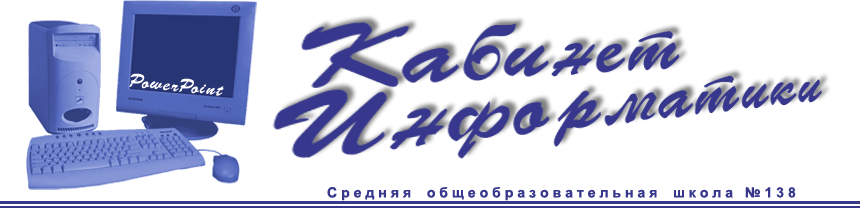 PowerPoint
Кабинет
Информатики
Средняя общеобразовательная школа №138